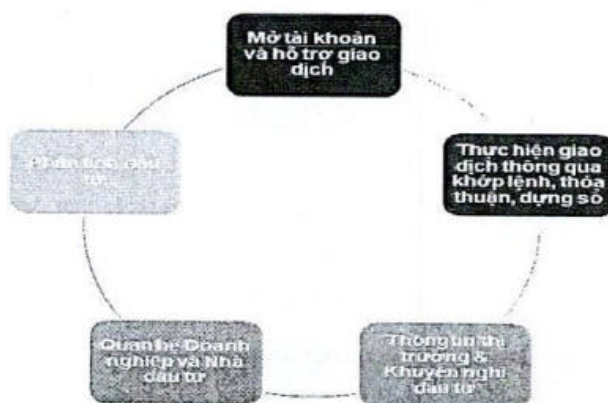 Mở tài khoản
và hỗ trợ giao
dịch
Thực hiện giao
dịch thông qua
khớp lệnh, thỏa
thuận, dựng sổ
Thông tin thị
trường &
Khuyến nghị
đầu tư
Quan hệ Doanh
nghiệp và Nhà
đầu tư
Phân tích đầu
tư